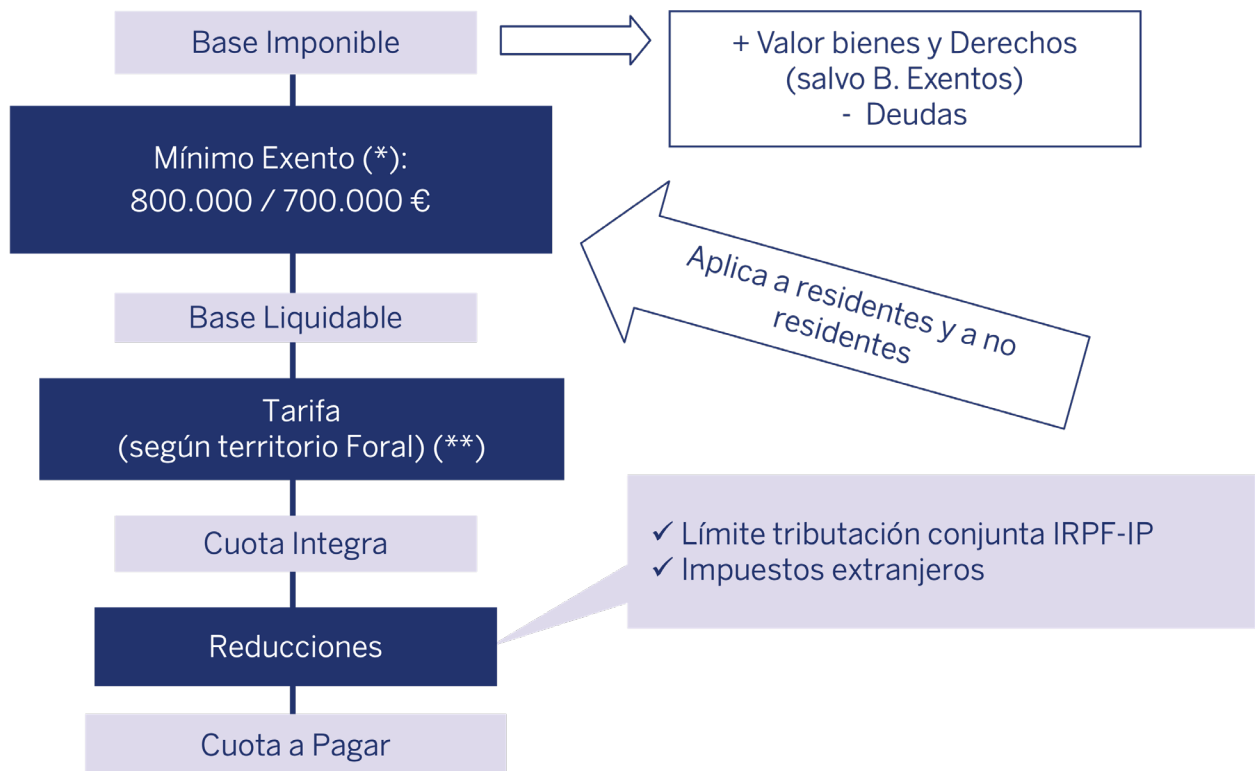 Base Imponible
+ Valor bienes y Derechos
(salvo B. Exentos)
- Deudas
Mínimo Exento (*):
800.000 / 700.000 €
Aplica a residentes y a no
residentes
Base Liquidable
Tarifa
(según territorio Foral) (**)
Cuota Integra
✓ Límite tributación conjunta IRPF-IP
✓ Impuestos extranjeros
Reducciones
Cuota a Pagar